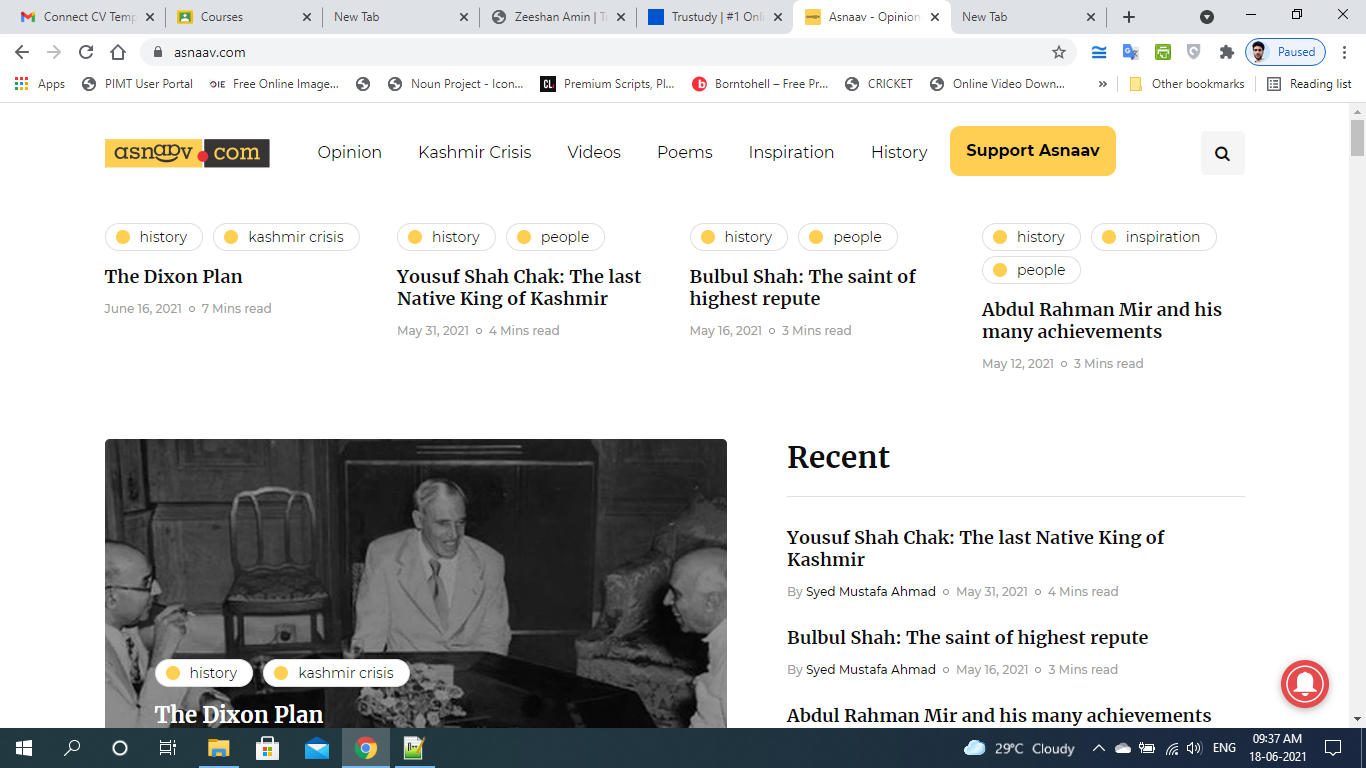 Connect CV Temp
Courses
New Tab
Zeeshan Amin | T
Trustudy | #1 Onli
Asnaav - Opinion
New Tab
asnaav.com
Paused
Apps
PIMT User Portal
OIE Free Online Image...
Noun Project - Icon...
CL. Premium Scripts, Pl...
b Borntohell – Free Pr...
CRICKET
Online Video Down...
»
Other bookmarks
Reading list
asnaav.com
Opinion
Kashmir Crisis
Videos
Poems
Inspiration
History
Support Asnaav
history kashmir crisis
The Dixon Plan
June 16, 2021 7 Mins read
history people
Yousuf Shah Chak: The last
Native King of Kashmir
May 31, 2021 4 Mins read
history people
Bulbul Shah: The saint of
highest repute
May 16, 2021 3 Mins read
history inspiration
people
Abdul Rahman Mir and his
many achievements
May 12, 2021 3 Mins read
history kashmir crisis
The Dixon Plan
Recent
Yousuf Shah Chak: The last Native King of
Kashmir
By Syed Mustafa Ahmad May 31, 2021 4 Mins read
Bulbul Shah: The saint of highest repute
By Syed Mustafa Ahmad May 16, 2021 3 Mins read
Abdul Rahman Mir and his many achievements
29°C Cloudy
ENG
09:37 AM
18-06-2021